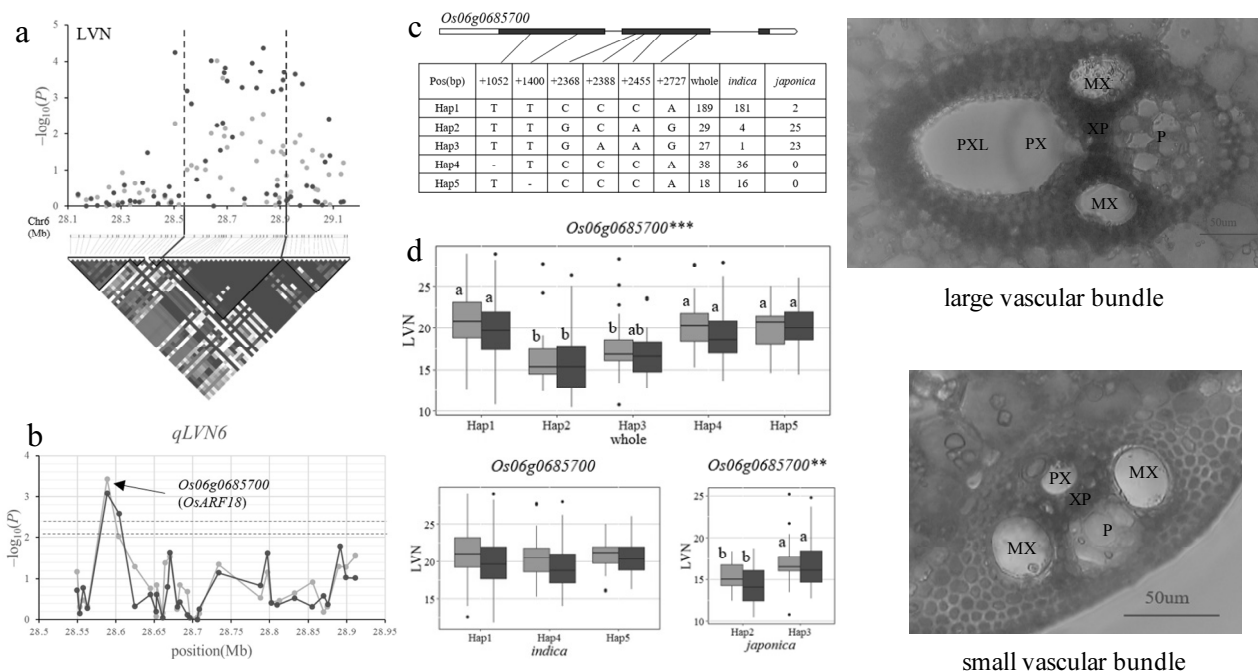 a
LVN
−log₁₀(P)
5
4
3
2
1
0
28.1
28.3
28.5
28.7
28.9
29.1
Chr6
(Mb)
b
qLVN6
−log₁₀(P)
4
3
2
1
0
Os06g0685700
(OsARF18)
28.5
28.55
28.6
28.65
28.7
28.75
28.8
28.85
28.9
28.95
position(Mb)
c
Os06g0685700
Pos(bp) +1052 +1400 +2368 +2388 +2455 +2727 whole indica japonica
Hap1 T T C C C A 189 181 2
Hap2 T T G C A G 29 4 25
Hap3 T T G A A G 27 1 23
Hap4 - T C C C A 38 36 0
Hap5 T - C C C A 18 16 0
d
Os06g0685700***
LVN
25
20
15
10
a a
b b
b ab
a a
a a
Hap1 Hap2 Hap3 Hap4 Hap5
whole
Os06g0685700
LVN
25
20
15
Hap1 Hap4 Hap5
indica
Os06g0685700**
LVN
25
20
15
10
b b
a a
Hap2 Hap3
japonica
MX
PXL
PX
XP
P
MX
50um
large vascular bundle
PX
MX
XP
P
MX
50um
small vascular bundle